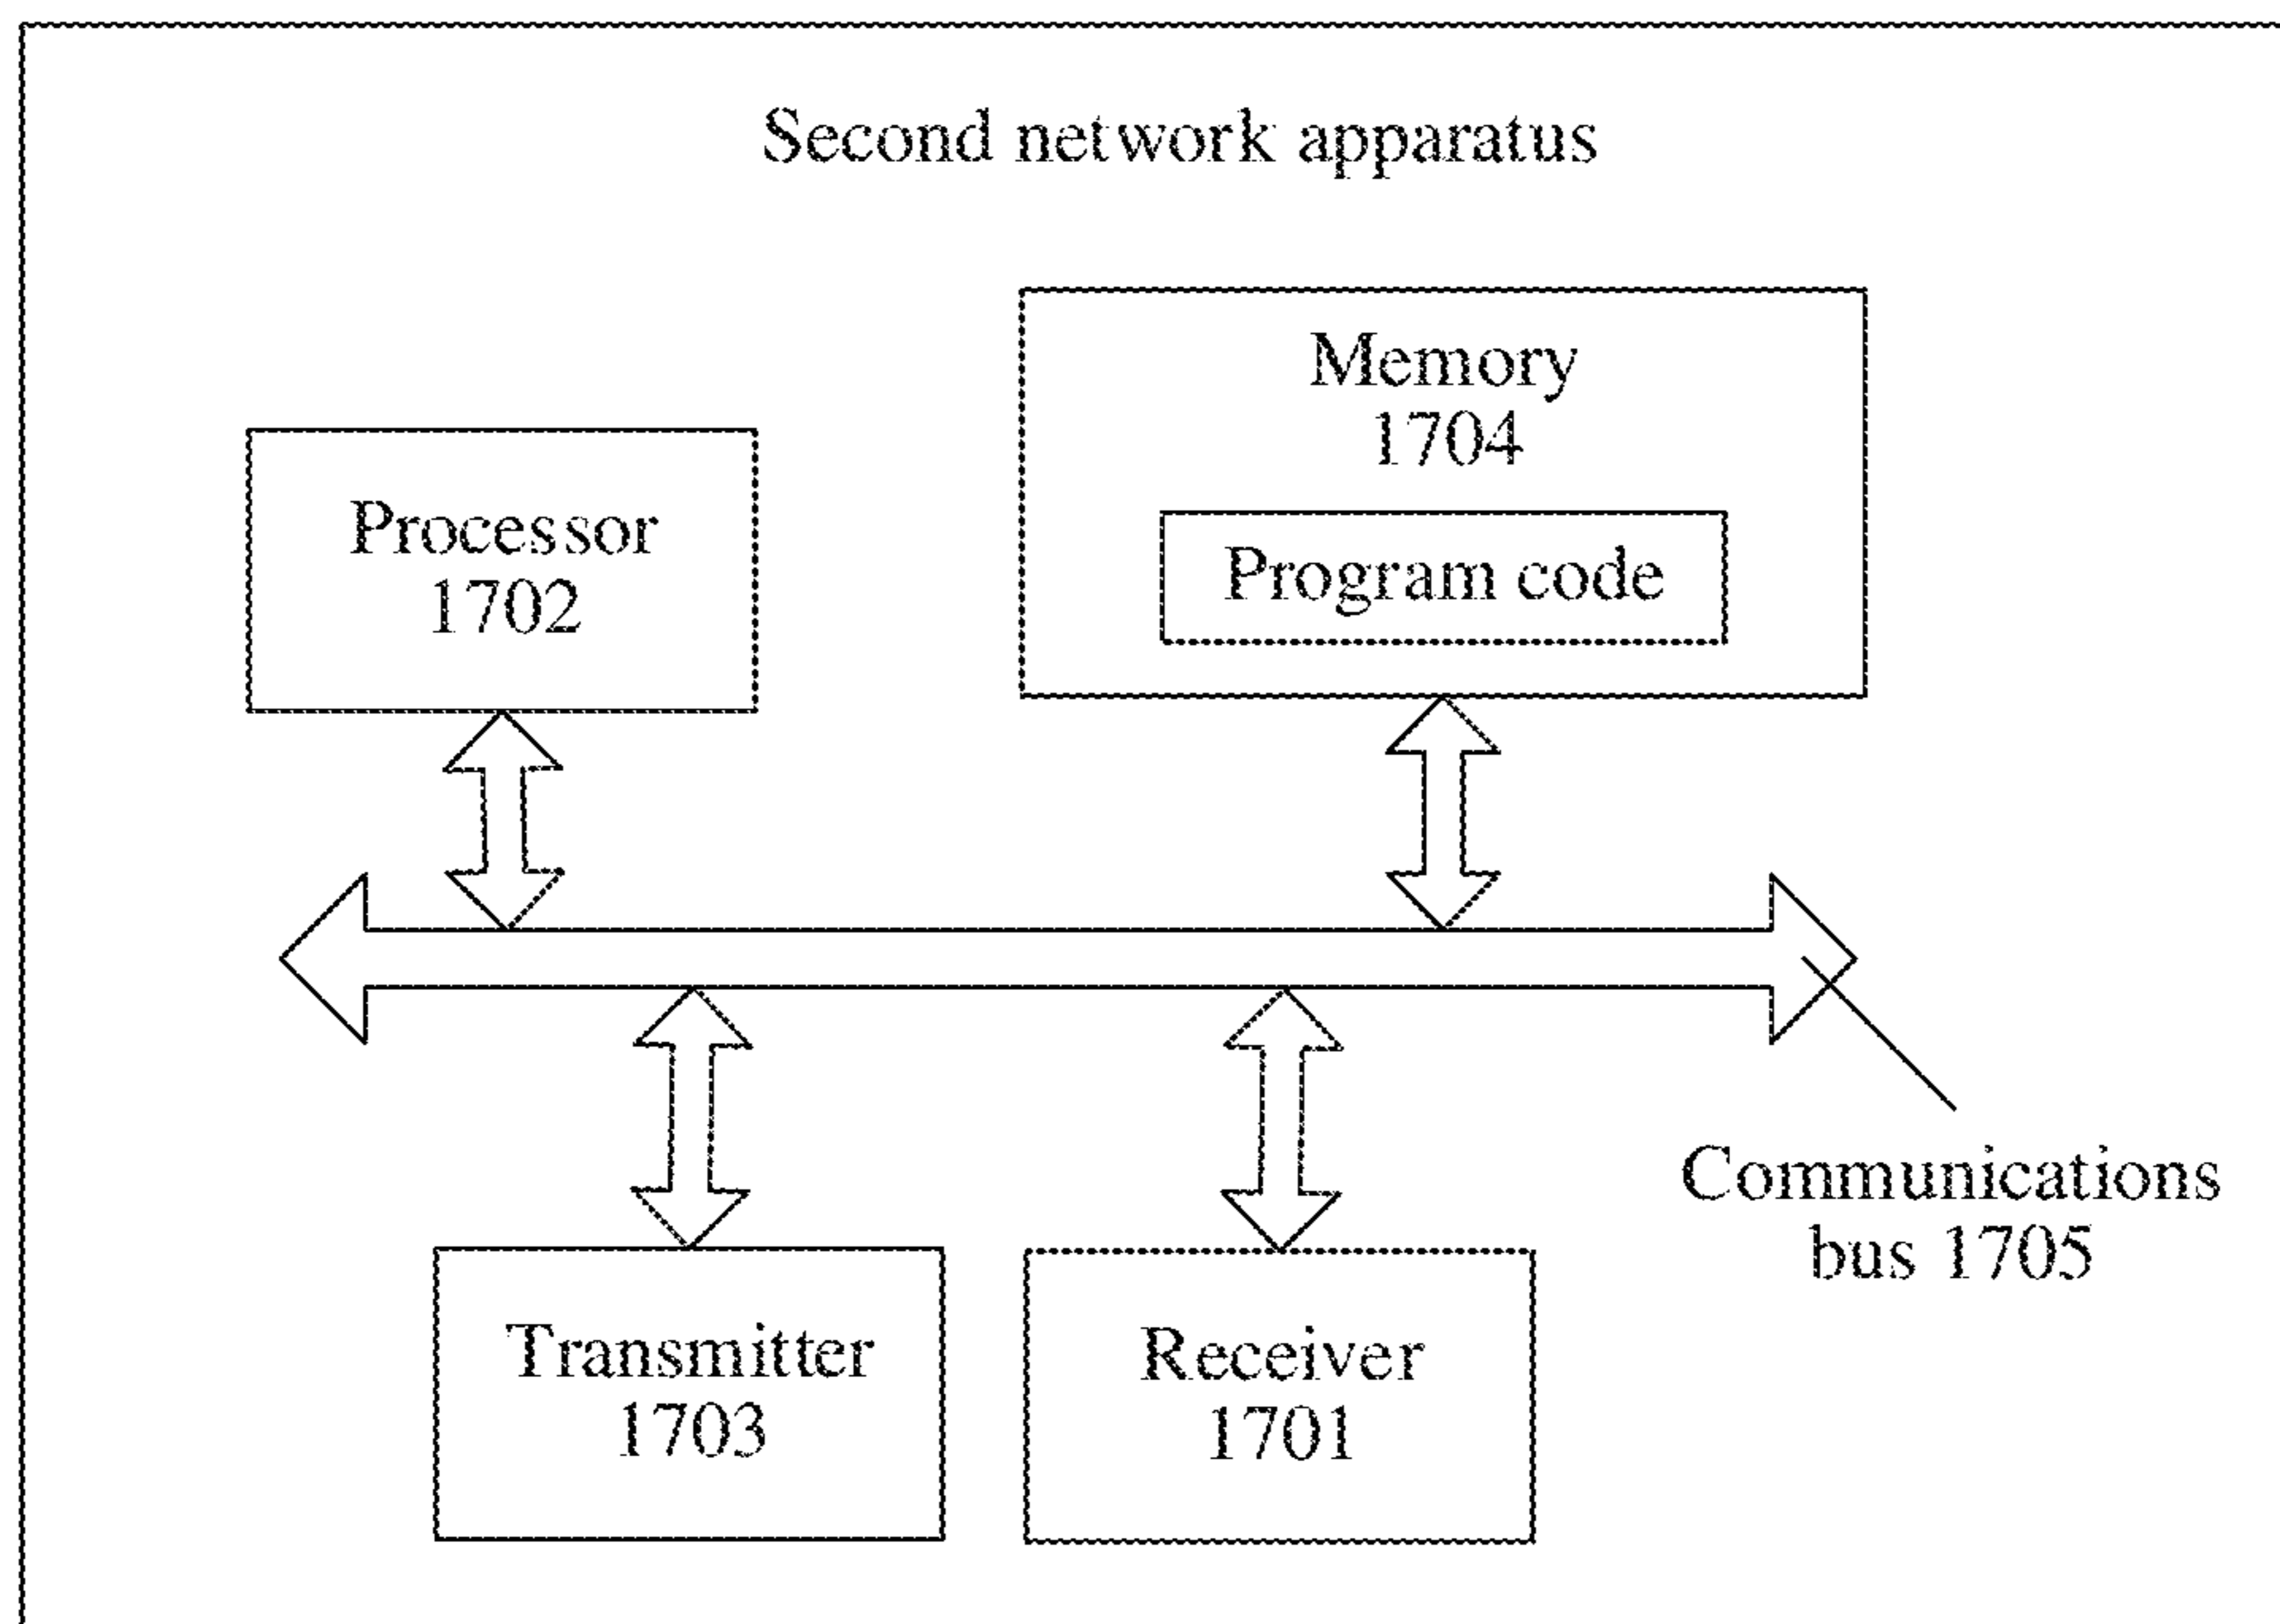 Second network apparatus
Memory
1704
Program code
Processor
1702
Communications
bus 1705
Transmitter
1703
Receiver
1701